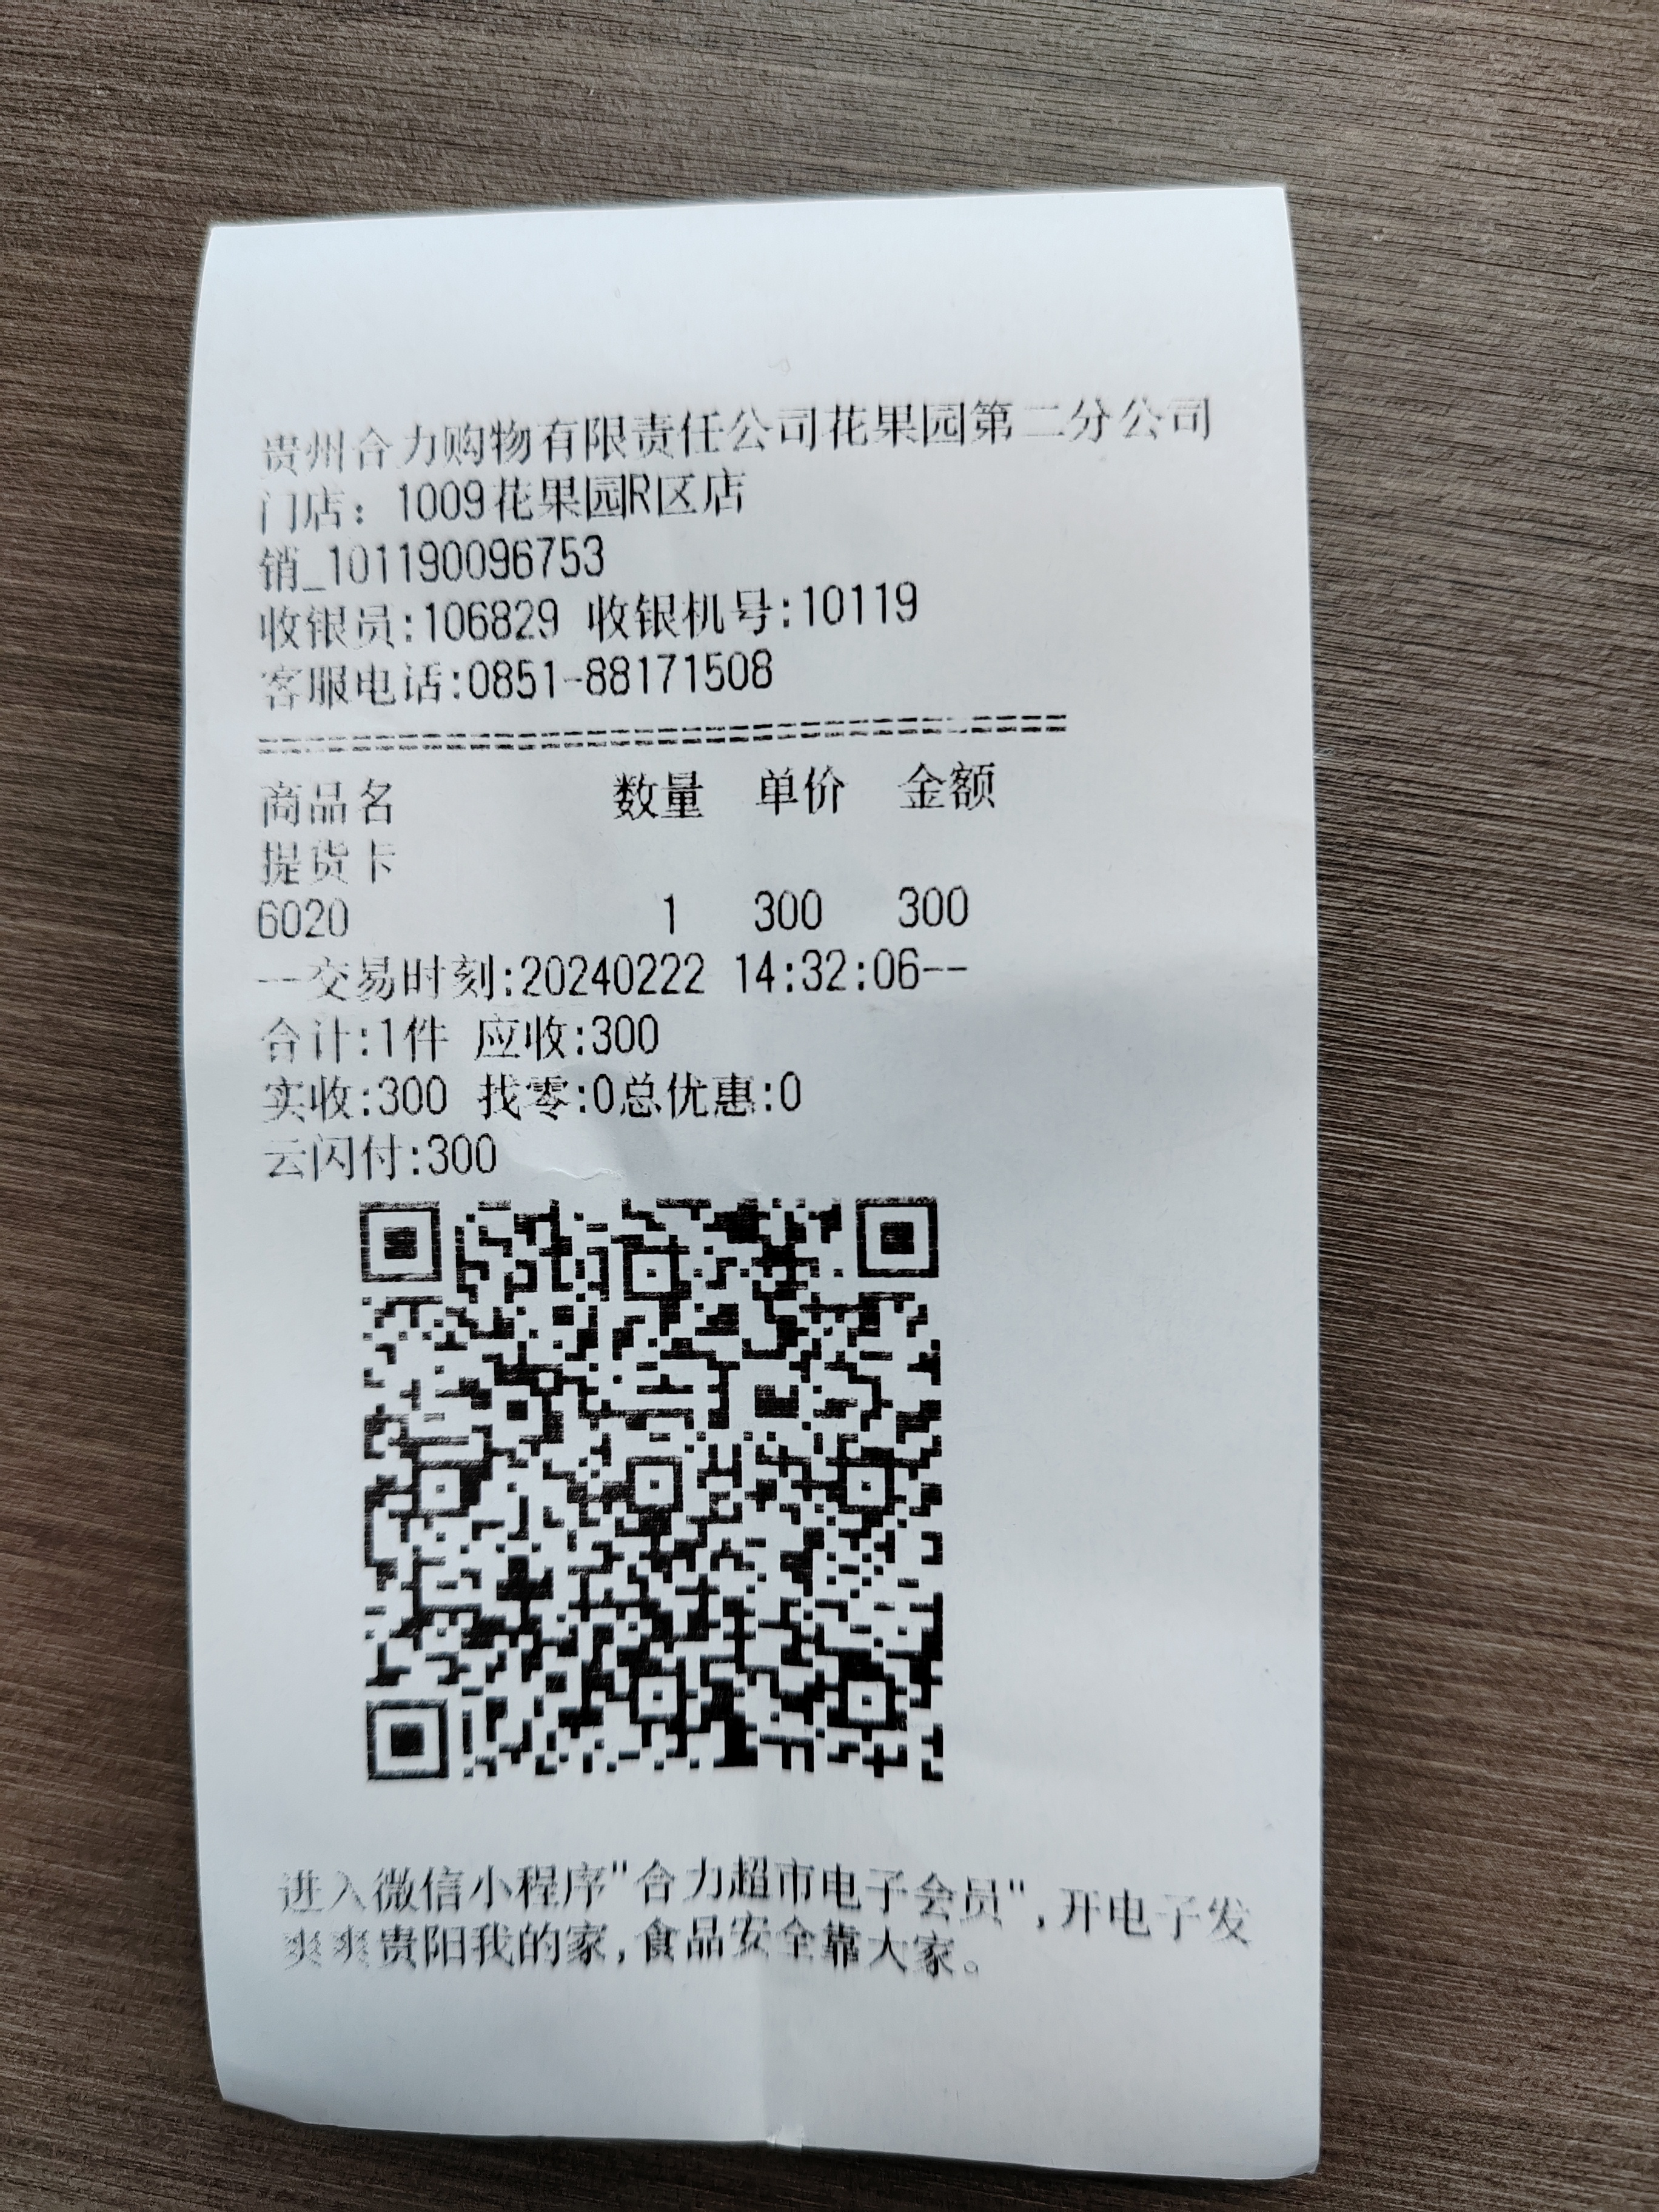 贵州合力购物有限责任公司花果园第二分公司
门店：1009花果园R区店
销_101190096753
收银员:106829 收银机号:10119
客服电话:0851-88171508
==================================
商品名 数量 单价 金额
提货卡
6020 1 300 300
--交易时刻:20240222 14:32:06--
合计:1件 应收:300
实收:300 找零:0总优惠:0
云闪付:300
进入微信小程序"合力超市电子会员",开电子发
爽爽贵阳我的家,食品安全靠大家。